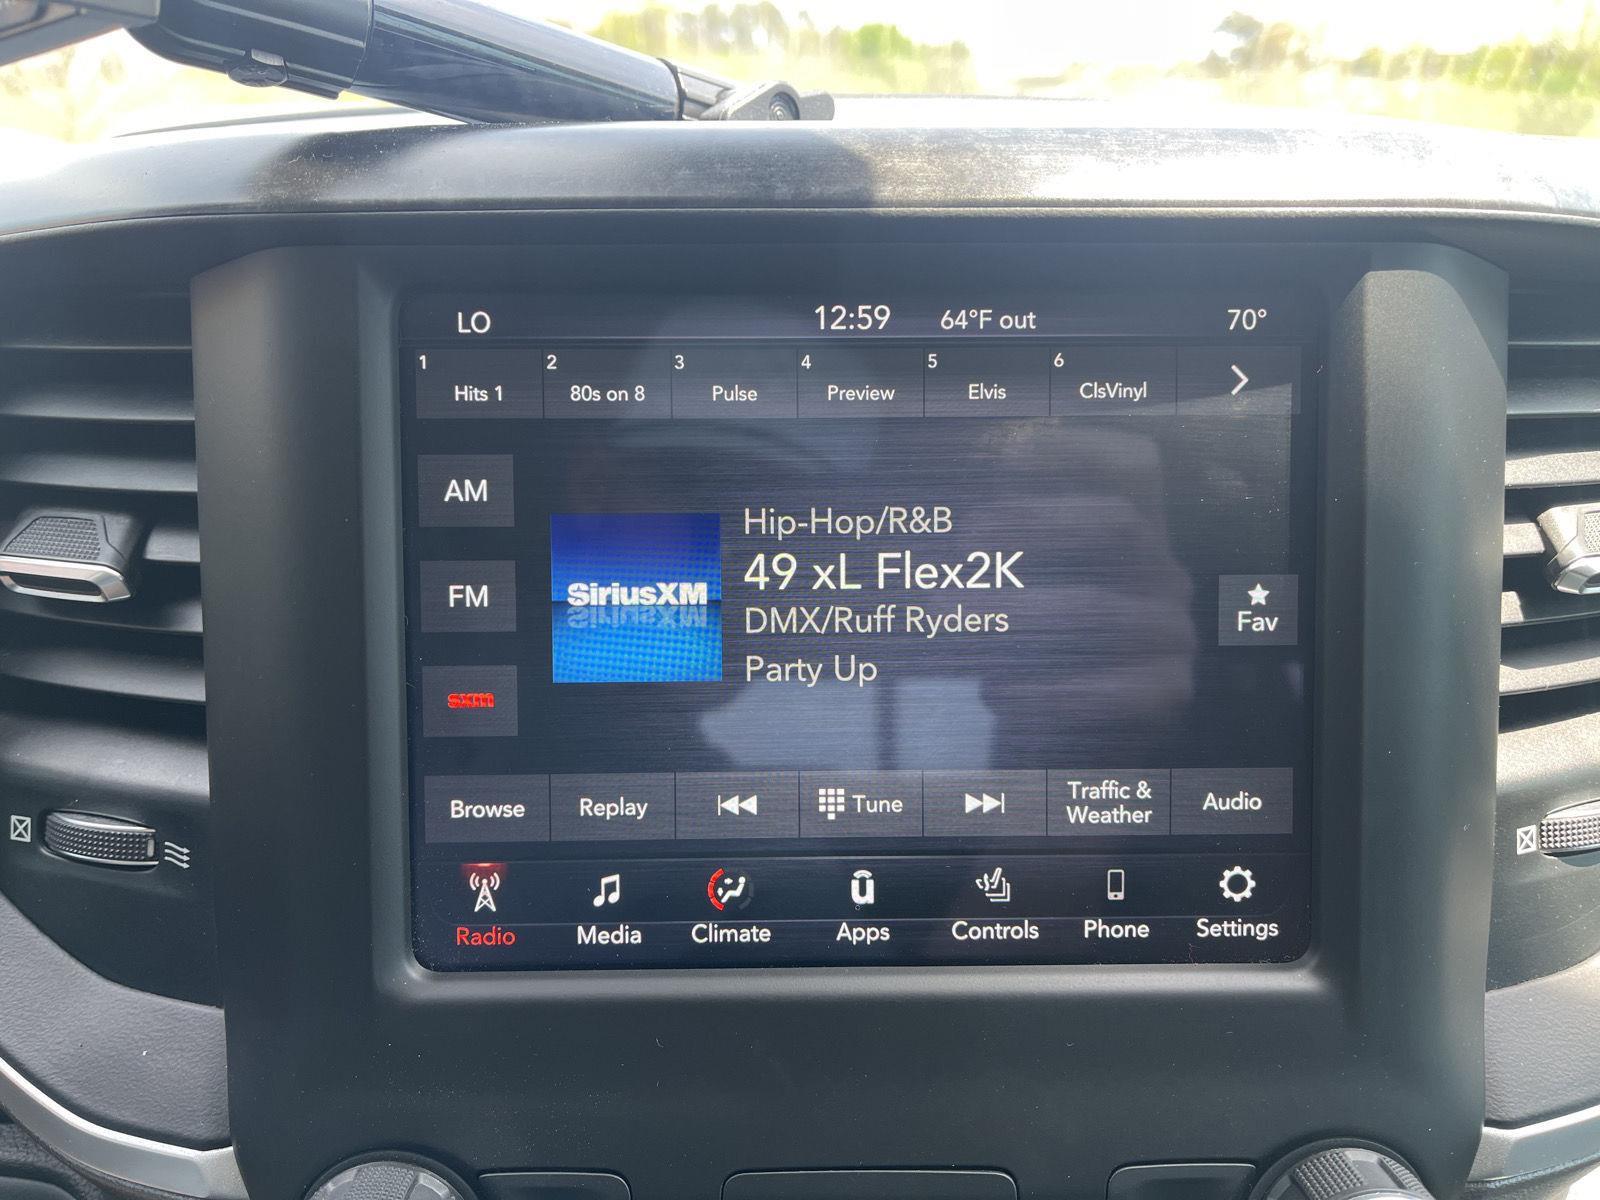 LO 12:59 64°F out 70°
1 2 3 4 5 6
Hits 1 80s on 8 Pulse Preview Elvis ClsVinyl
AM
FM
sxm
SiriusXM
Hip-Hop/R&B
49 xL Flex2K
DMX/Ruff Ryders
Party Up
Fav
Browse Replay Tune Traffic & Audio
Weather
Radio Media Climate Apps Controls Phone Settings